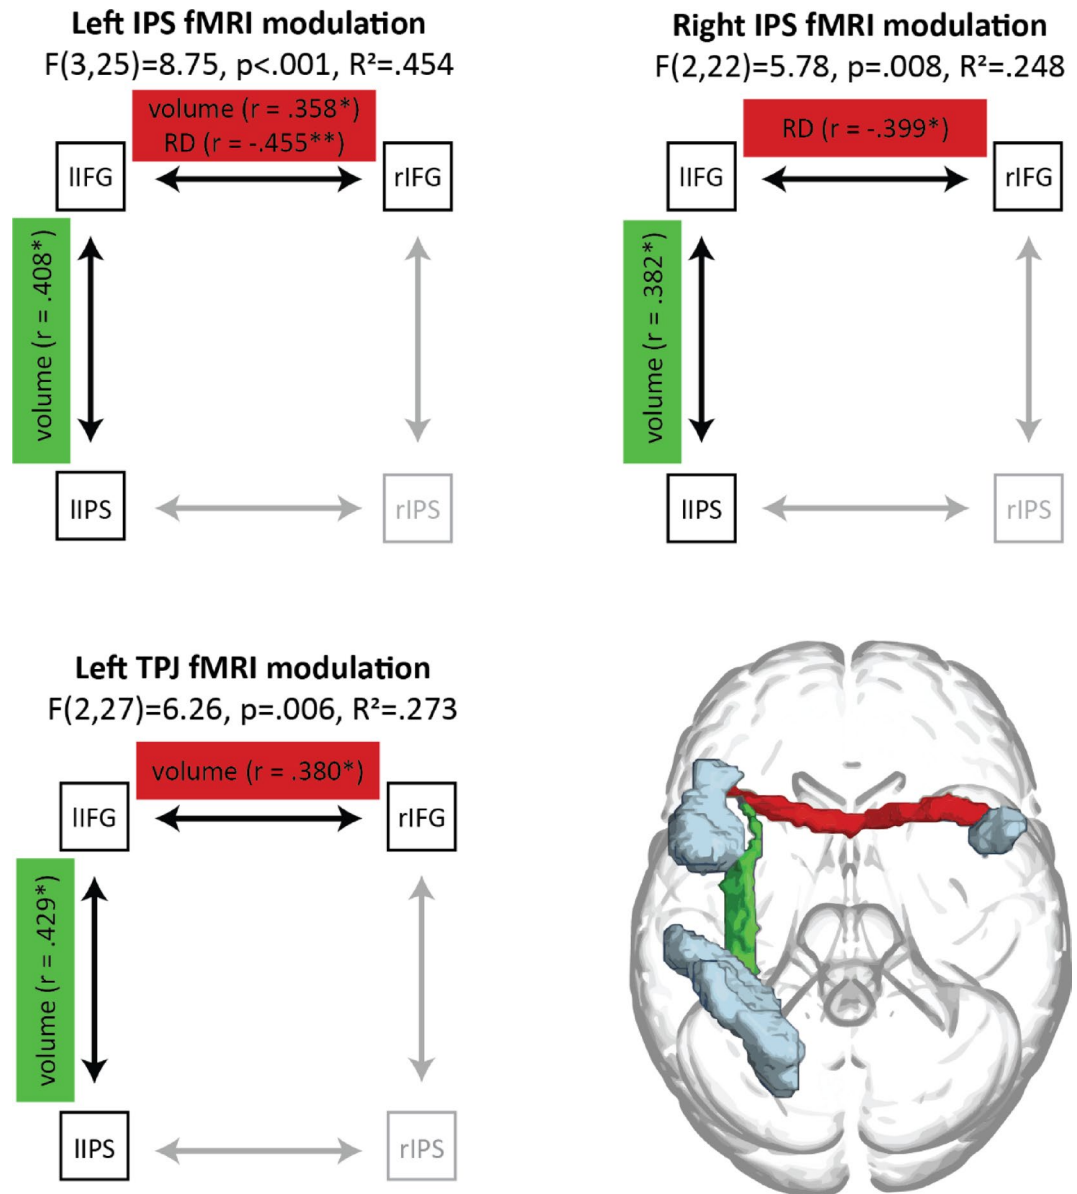 Left IPS fMRI modulation
F(3,25)=8.75, p<.001, R²=.454
volume (r = .358*)
RD (r = -.455**)
lIFG
rIFG
volume (r = .408*)
lIPS
rIPS
Right IPS fMRI modulation
F(2,22)=5.78, p=.008, R²=.248
RD (r = -.399*)
lIFG
rIFG
volume (r = .382*)
lIPS
rIPS
Left TPJ fMRI modulation
F(2,27)=6.26, p=.006, R²=.273
volume (r = .380*)
lIFG
rIFG
volume (r = .429*)
lIPS
rIPS